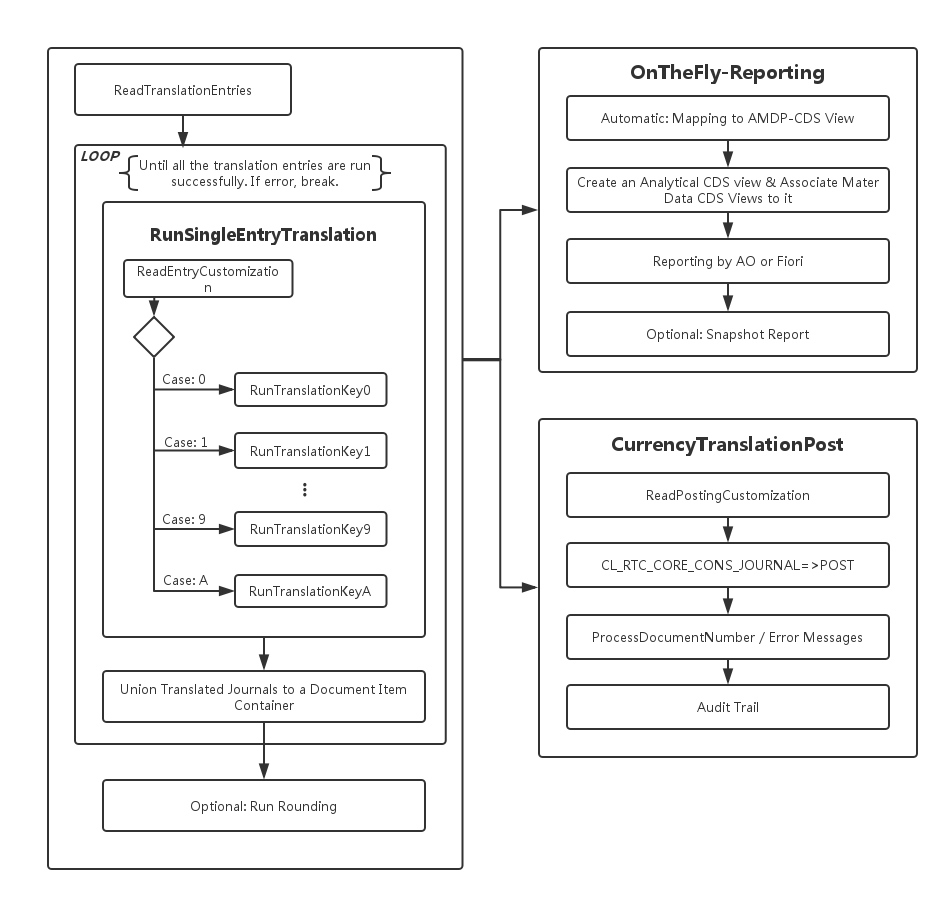 ReadTranslationEntries
LOOP
Until all the translation entries are run
successfully. If error, break.
RunSingleEntryTranslation
ReadEntryCustomizatio
n
Case: 0
RunTranslationKey0
Case: 1
RunTranslationKey1
Case: 9
RunTranslationKey9
Case: A
RunTranslationKeyA
Union Translated Journals to a Document Item
Container
Optional: Run Rounding
OnTheFly-Reporting
Automatic: Mapping to AMDP-CDS View
Create an Analytical CDS view & Associate Mater
Data CDS Views to it
Reporting by AO or Fiori
Optional: Snapshot Report
CurrencyTranslationPost
ReadPostingCustomization
CL_RTC_CORE_CONS_JOURNAL=>POST
ProcessDocumentNumber / Error Messages
Audit Trail